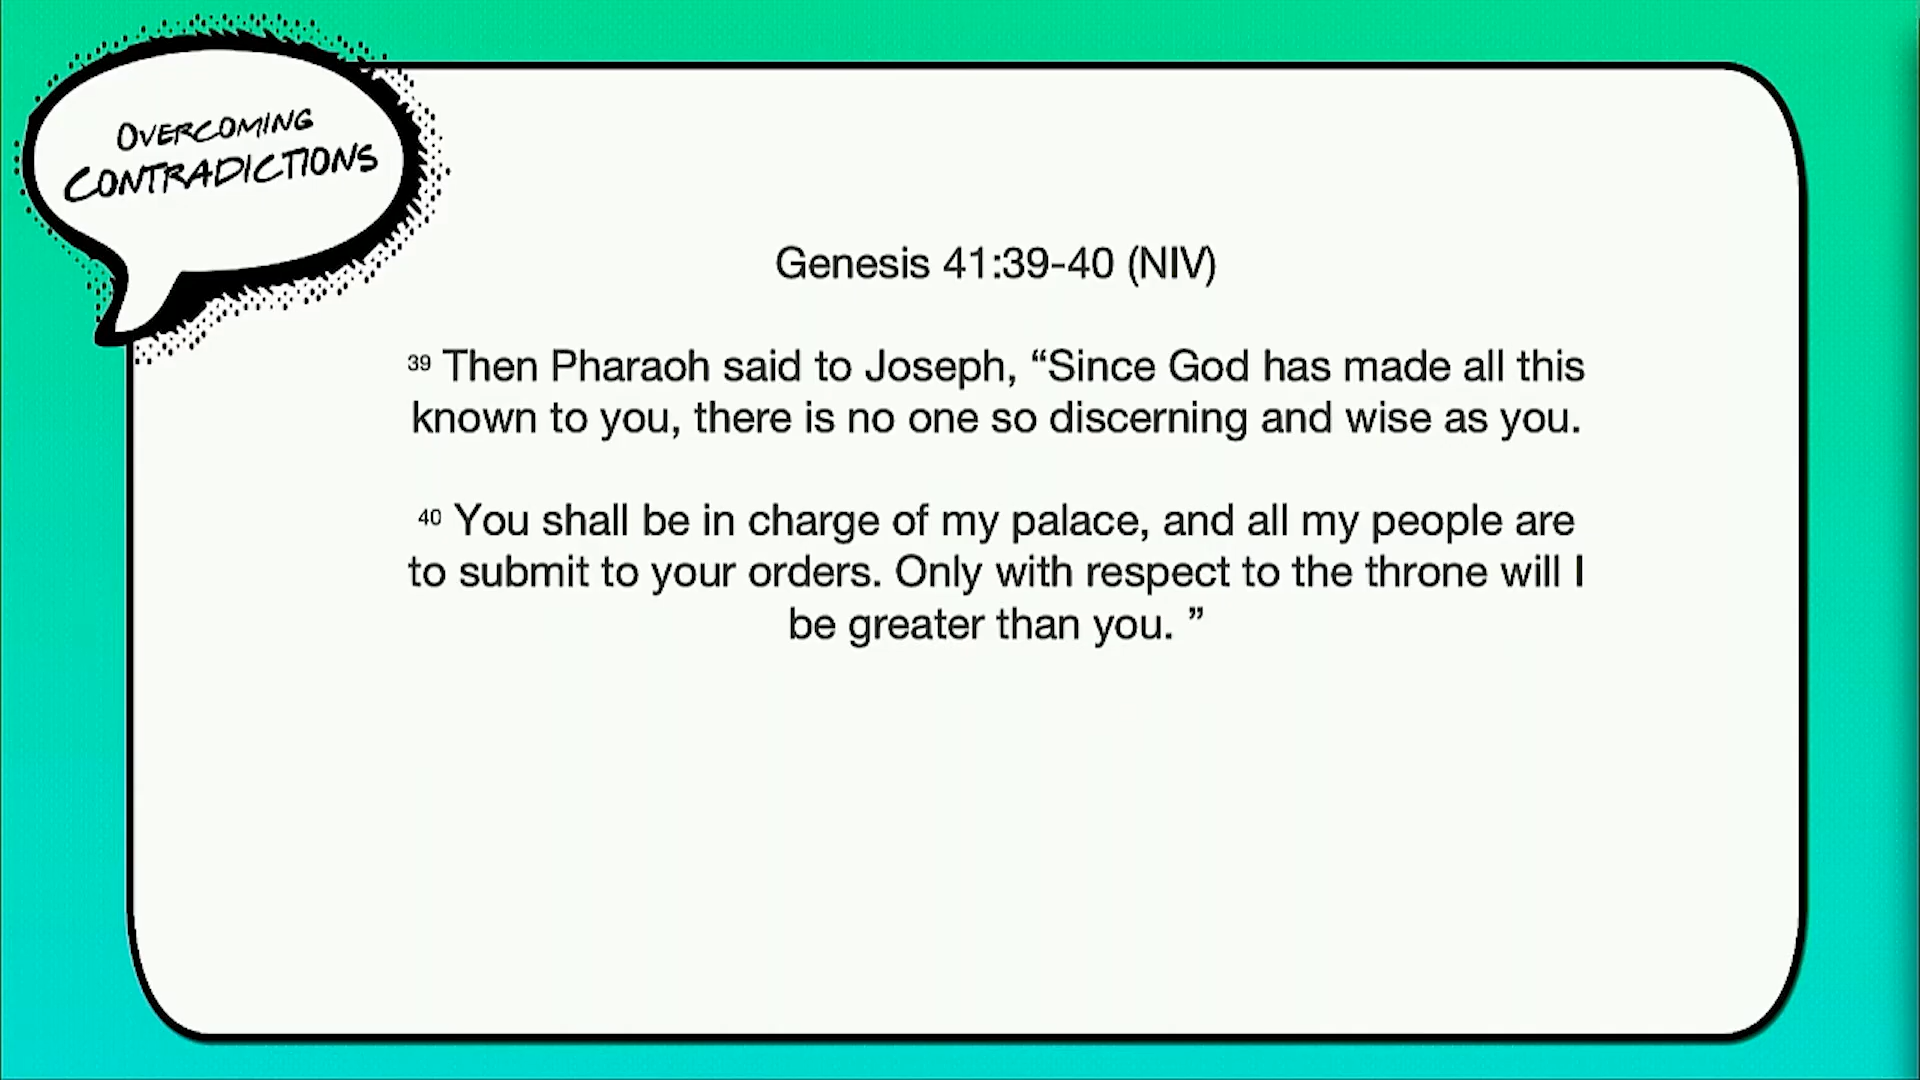 OVERCOMING
CONTRADICTIONS
Genesis 41:39-40 (NIV)
39 Then Pharaoh said to Joseph, “Since God has made all this
known to you, there is no one so discerning and wise as you.
40 You shall be in charge of my palace, and all my people are
to submit to your orders. Only with respect to the throne will I
be greater than you. ”